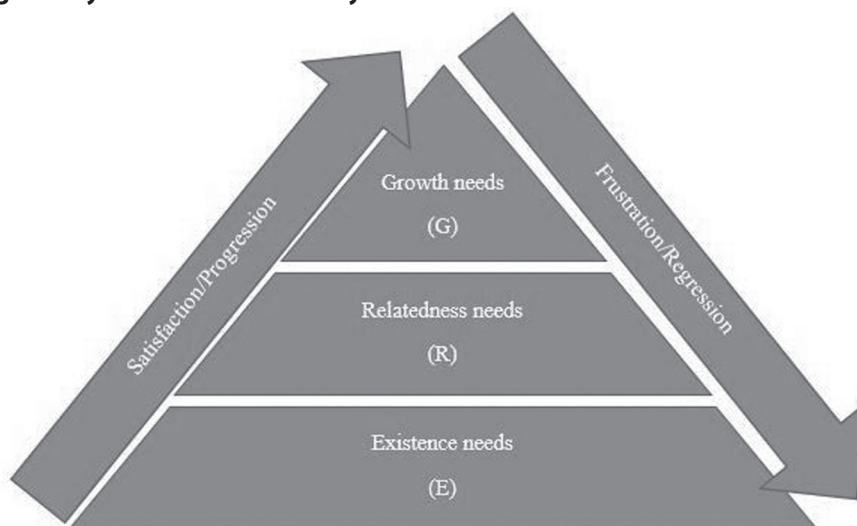 Growth needs
(G)
Relatedness needs
(R)
Existence needs
(E)
Satisfaction/Progression
Frustration/Regression